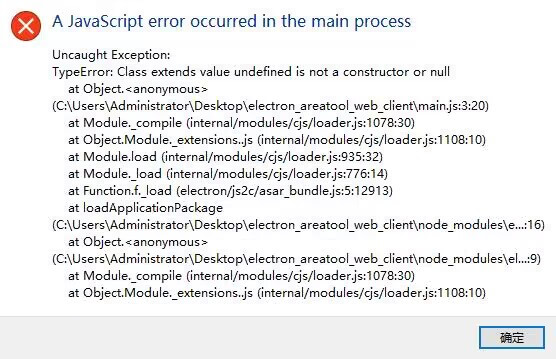 A JavaScript error occurred in the main process
Uncaught Exception:
TypeError: Class extends value undefined is not a constructor or null
at Object.<anonymous>
(C:\Users\Administrator\Desktop\electron_areatool_web_client\main.js:3:20)
at Module._compile (internal/modules/cjs/loader.js:1078:30)
at Object.Module._extensions..js (internal/modules/cjs/loader.js:1108:10)
at Module.load (internal/modules/cjs/loader.js:935:32)
at Module._load (internal/modules/cjs/loader.js:776:14)
at Function.f._load (electron/js2c/asar_bundle.js:5:12913)
at loadApplicationPackage
(C:\Users\Administrator\Desktop\electron_areatool_web_client\node_modules\e...:16)
at Object.<anonymous>
(C:\Users\Administrator\Desktop\electron_areatool_web_client\node_modules\el...:9)
at Module._compile (internal/modules/cjs/loader.js:1078:30)
at Object.Module._extensions..js (internal/modules/cjs/loader.js:1108:10)
确定